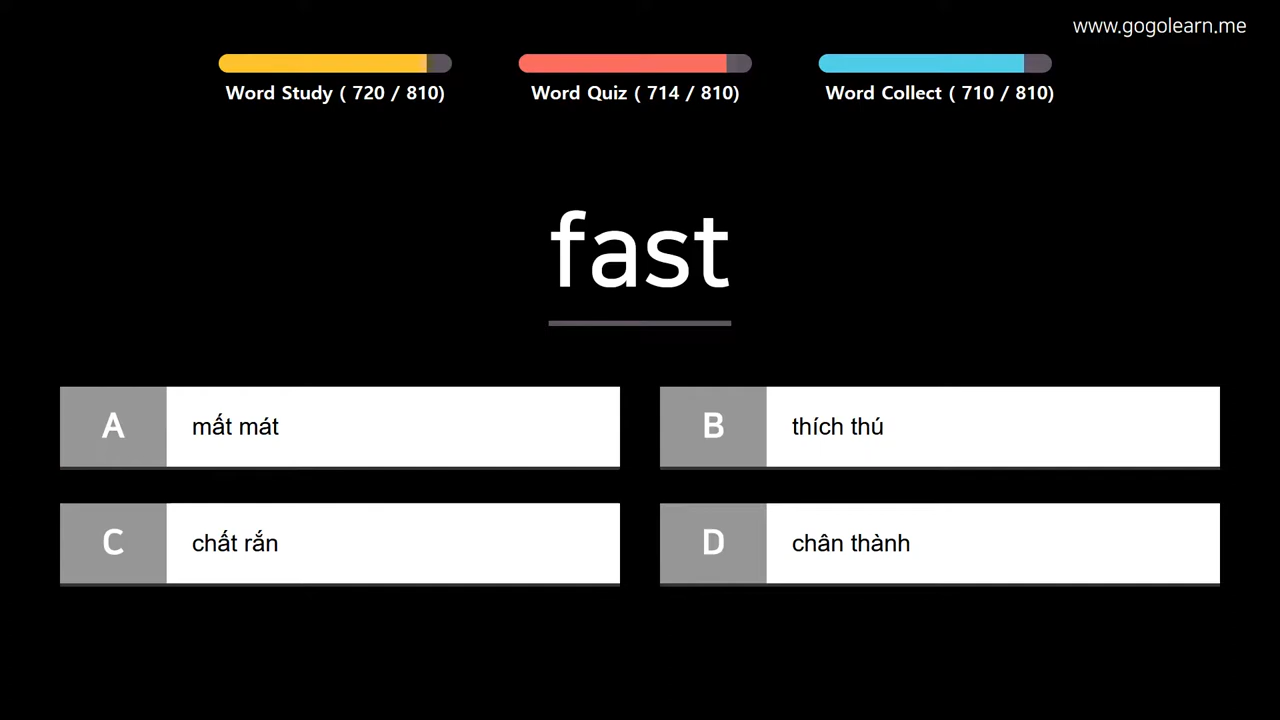 www.gogolearn.me
Word Study ( 720 / 810)
Word Quiz ( 714 / 810)
Word Collect ( 710 / 810)
fast
A mất mát
B thích thú
C chất rắn
D chân thành